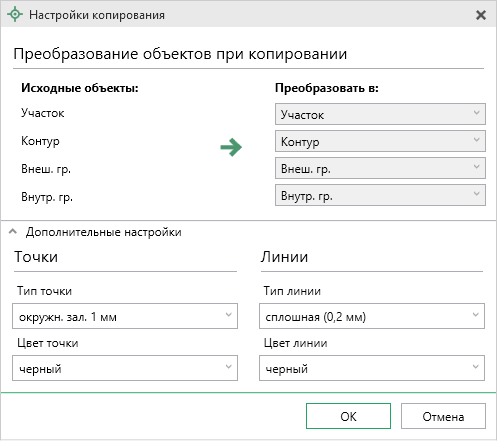 Настройки копирования
Преобразование объектов при копировании
Исходные объекты: Преобразовать в:
Участок Участок
Контур Контур
Внеш. гр. Внеш. гр.
Внутр. гр. Внутр. гр.
Дополнительные настройки
Точки Линии
Тип точки Тип линии
окружн. зал. 1 мм сплошная (0,2 мм)
Цвет точки Цвет линии
черный черный
ОК Отмена